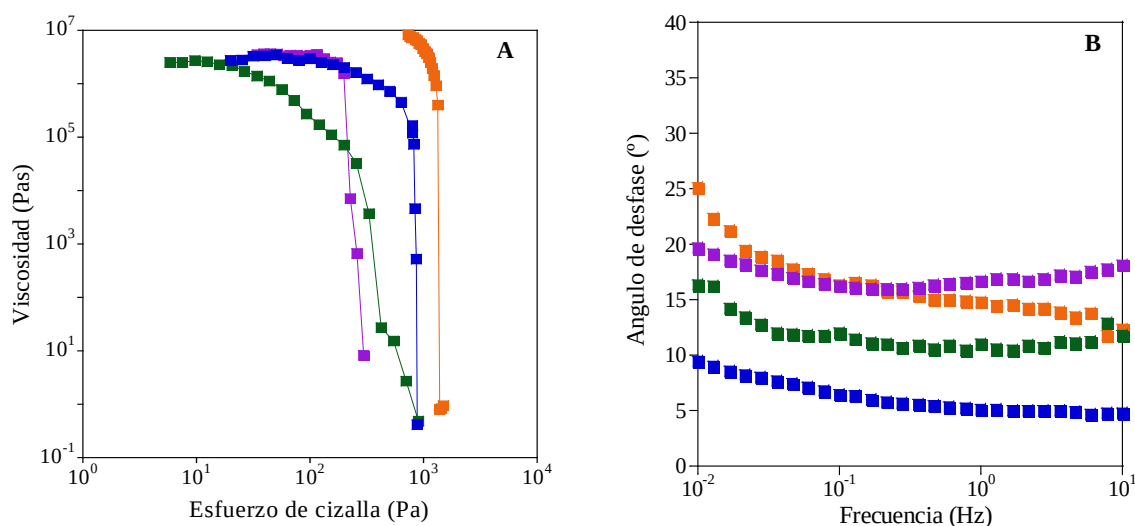 A
10^7
10^5
10^3
10^1
10^-1
Viscosidad (Pas)
10^0 10^1 10^2 10^3 10^4
Esfuerzo de cizalla (Pa)
B
40
35
30
25
20
15
10
5
0
Angulo de desfase (º)
10^-2 10^-1 10^0 10^1
Frecuencia (Hz)